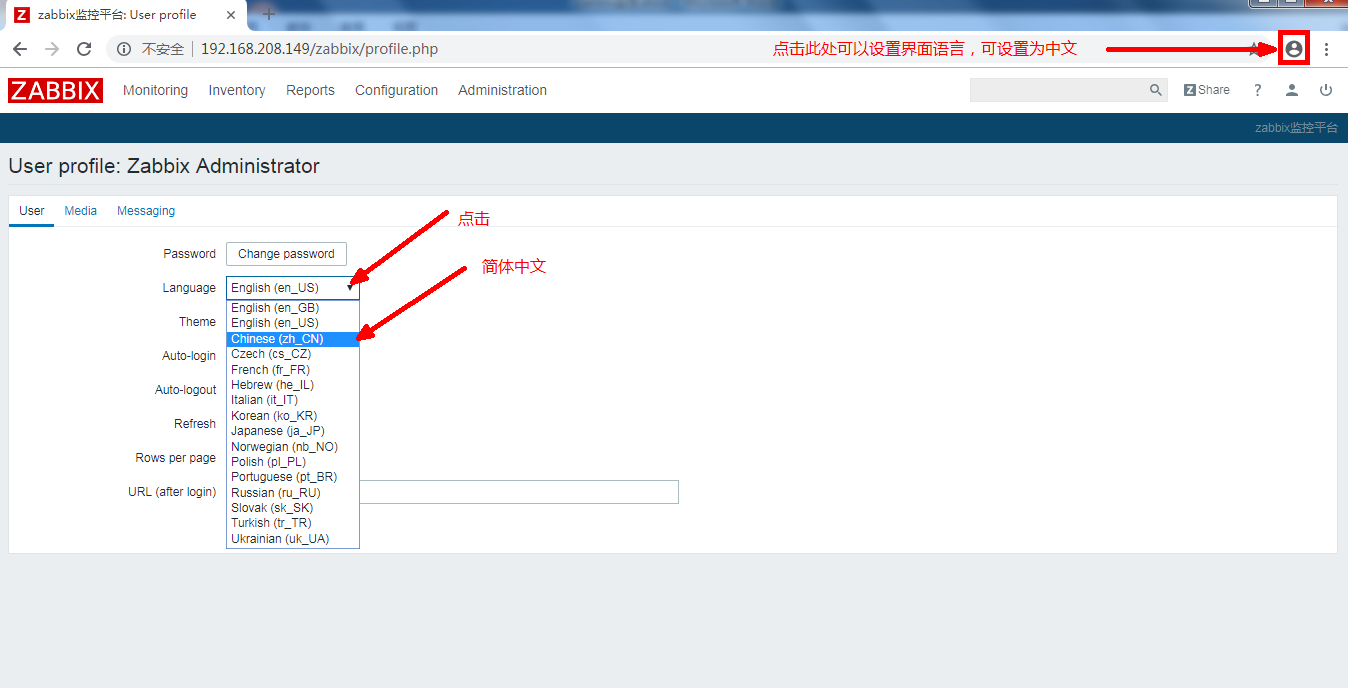 zabbix监控平台: User profile
不安全
192.168.208.149/zabbix/profile.php
点击此处可以设置界面语言，可设置为中文
ZABBIX
Monitoring
Inventory
Reports
Configuration
Administration
Z Share
?
zabbix监控平台
User profile: Zabbix Administrator
User
Media
Messaging
点击
Password
Change password
简体中文
Language
English (en_US)
English (en_GB)
Theme
English (en_US)
Chinese (zh_CN)
Auto-login
Czech (cs_CZ)
French (fr_FR)
Auto-logout
Hebrew (he_IL)
Italian (it_IT)
Refresh
Korean (ko_KR)
Japanese (ja_JP)
Norwegian (nb_NO)
Rows per page
Polish (pl_PL)
Portuguese (pt_BR)
URL (after login)
Russian (ru_RU)
Slovak (sk_SK)
Turkish (tr_TR)
Ukrainian (uk_UA)